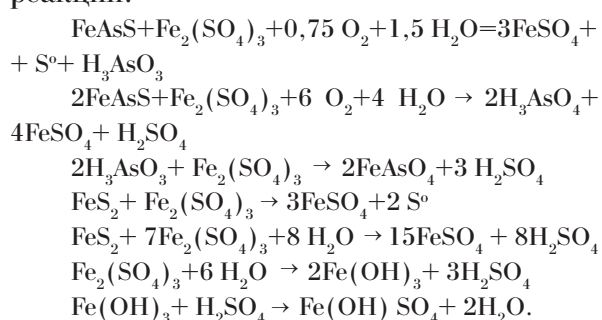 реакций:
FeAsS+Fe₂(SO₄)₃+0,75 O₂+1,5 H₂O=3FeSO₄+
+ Sº+ H₃AsO₃
2FeAsS+Fe₂(SO₄)₃+6 O₂+4 H₂O → 2H₃AsO₄+
4FeSO₄+ H₂SO₄
2H₃AsO₃+ Fe₂(SO₄)₃ → 2FeAsO₄+3 H₂SO₄
FeS₂+ Fe₂(SO₄)₃→ 3FeSO₄+2 Sº
FeS₂+ 7Fe₂(SO₄)₃+8 H₂O →15FeSO₄ + 8H₂SO₄
Fe₂(SO₄)₃+6 H₂O → 2Fe(OH)₃+ 3H₂SO₄
Fe(OH)₃+ H₂SO₄→ Fe(OH) SO₄+ 2H₂O.